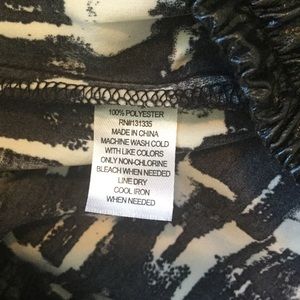 100% POLYESTER
RN#131335
MADE IN CHINA
MACHINE WASH COLD
WITH LIKE COLORS
ONLY NON-CHLORINE
BLEACH WHEN NEEDED
LINE DRY
COOL IRON
WHEN NEEDED